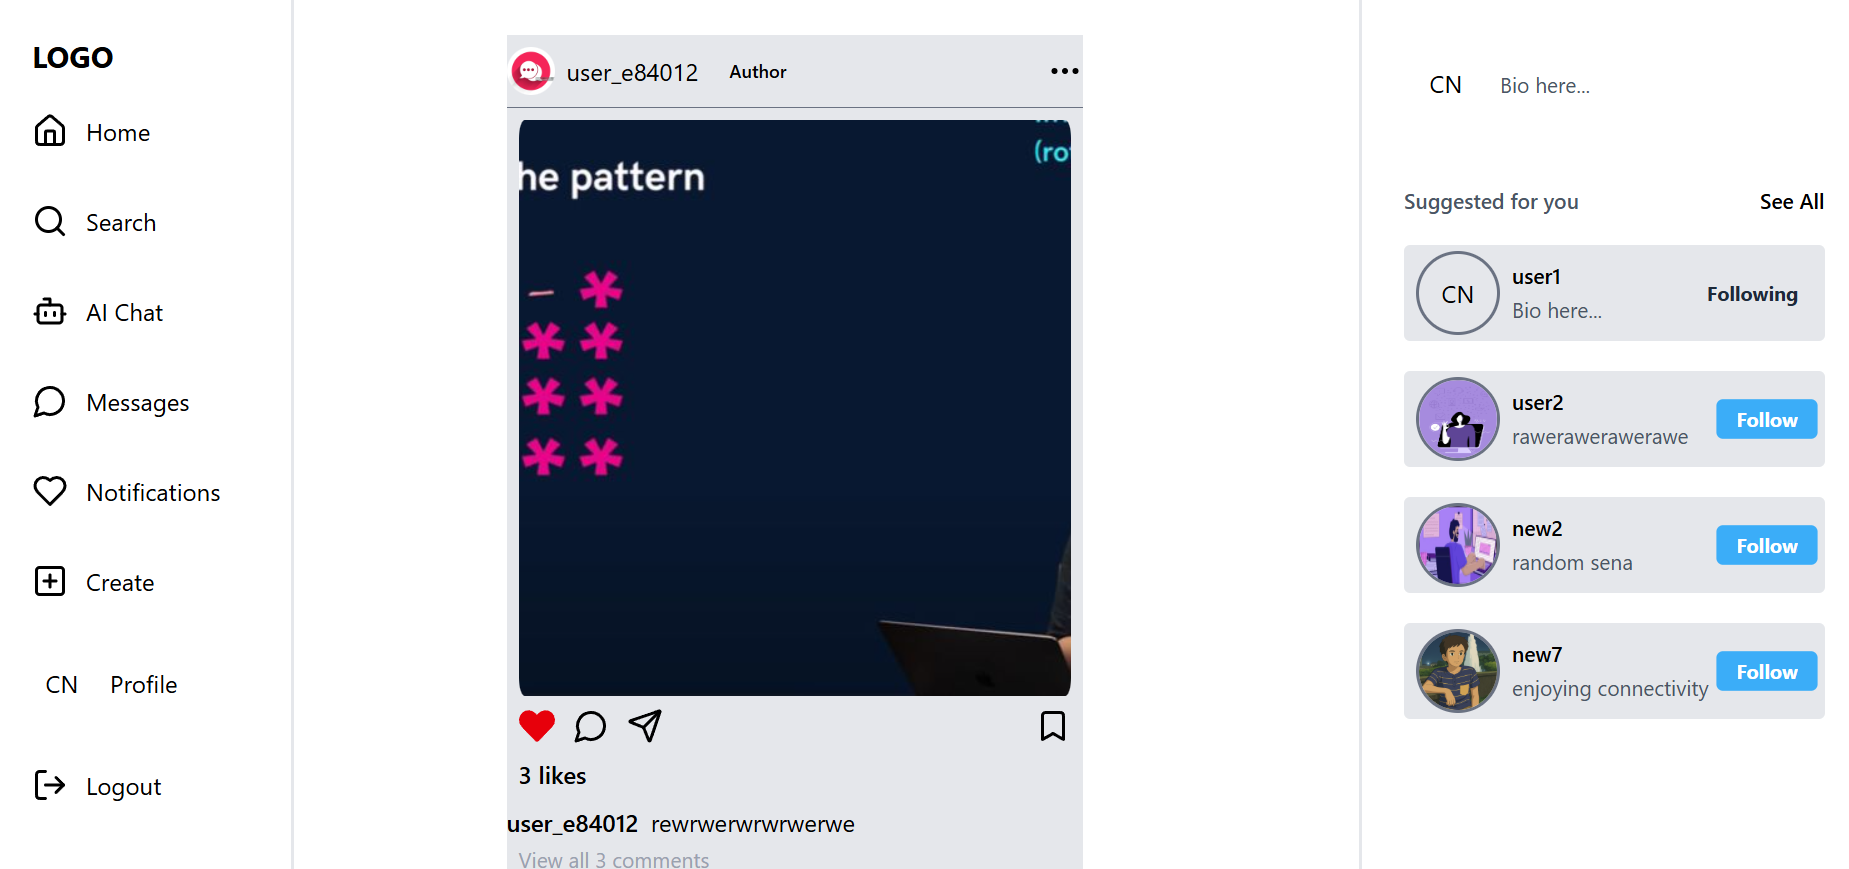 LOGO
Home
Search
AI Chat
Messages
Notifications
Create
CN Profile
Logout
user_e84012 Author
he pattern
(ro
3 likes
user_e84012 rewrwerwrwrwerwe
View all 3 comments
CN Bio here...
Suggested for you See All
CN
user1
Bio here...
Following
user2
rawerawerawerawe
Follow
new2
random sena
Follow
new7
enjoying connectivity
Follow